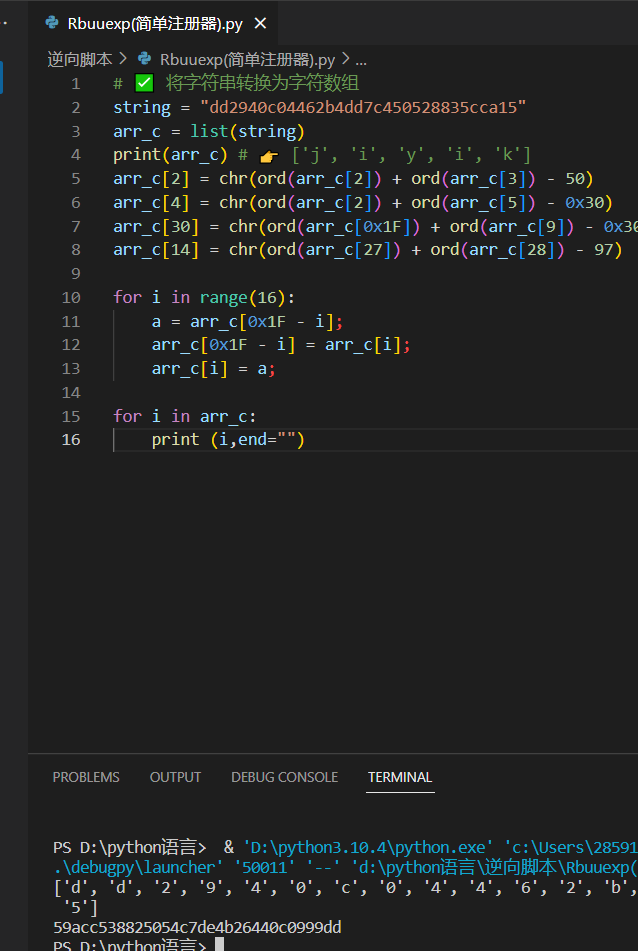 Rbuuexp(简单注册器).py ×
逆向脚本 > Rbuuexp(简单注册器).py > ...
1 # ✅ 将字符串转换为字符数组
2 string = "dd2940c04462b4dd7c450528835cca15"
3 arr_c = list(string)
4 print(arr_c) # 👉 ['j', 'i', 'y', 'i', 'k']
5 arr_c[2] = chr(ord(arr_c[2]) + ord(arr_c[3]) - 50)
6 arr_c[4] = chr(ord(arr_c[2]) + ord(arr_c[5]) - 0x30)
7 arr_c[30] = chr(ord(arr_c[0x1F]) + ord(arr_c[9]) - 0x30
8 arr_c[14] = chr(ord(arr_c[27]) + ord(arr_c[28]) - 97)
9
10 for i in range(16):
11 a = arr_c[0x1F - i];
12 arr_c[0x1F - i] = arr_c[i];
13 arr_c[i] = a;
14
15 for i in arr_c:
16 print (i,end="")
PROBLEMS OUTPUT DEBUG CONSOLE TERMINAL
PS D:\python语言> & 'D:\python3.10.4\python.exe' 'c:\Users\28591
.\debugpy\launcher' '50011' '--' 'd:\python语言\逆向脚本\Rbuuexp(
['d', 'd', '2', '9', '4', '0', 'c', '0', '4', '4', '6', '2', 'b',
'5']
59acc538825054c7de4b26440c0999dd
PS D:\python语言>